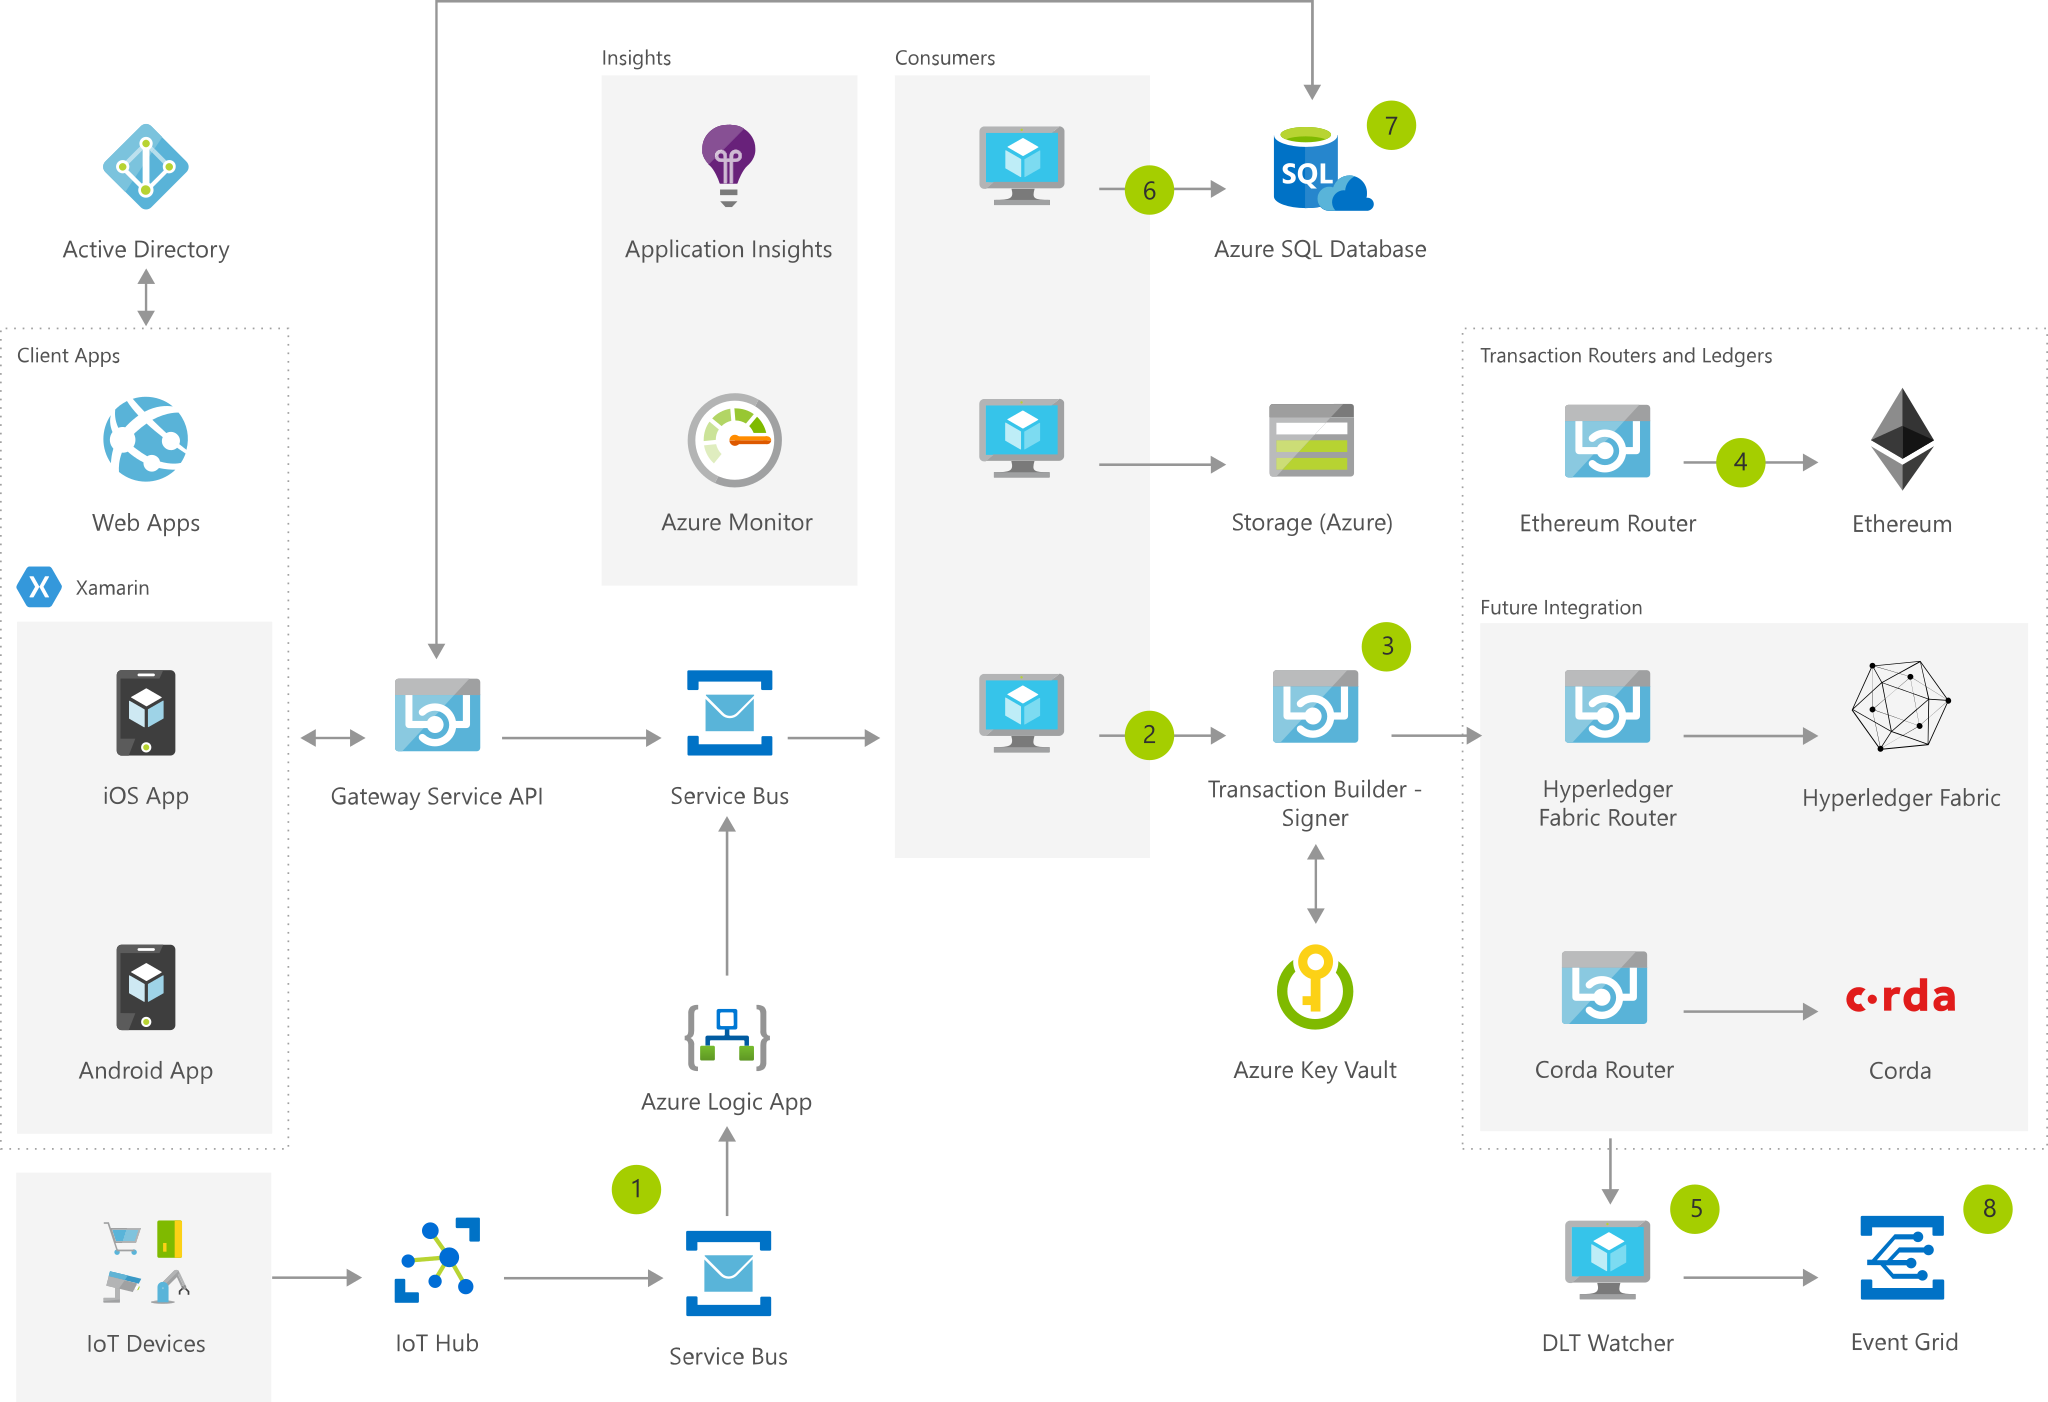 Insights
Consumers
7
SQL
6
Active Directory
Application Insights
Azure SQL Database
Client Apps
Transaction Routers and Ledgers
4
Web Apps
Azure Monitor
Storage (Azure)
Ethereum Router
Ethereum
X
Xamarin
Future Integration
3
2
iOS App
Gateway Service API
Service Bus
Transaction Builder -
Signer
Hyperledger
Fabric Router
Hyperledger Fabric
corda
Android App
Azure Logic App
Azure Key Vault
Corda Router
Corda
1
5
8
IoT Devices
IoT Hub
Service Bus
DLT Watcher
Event Grid